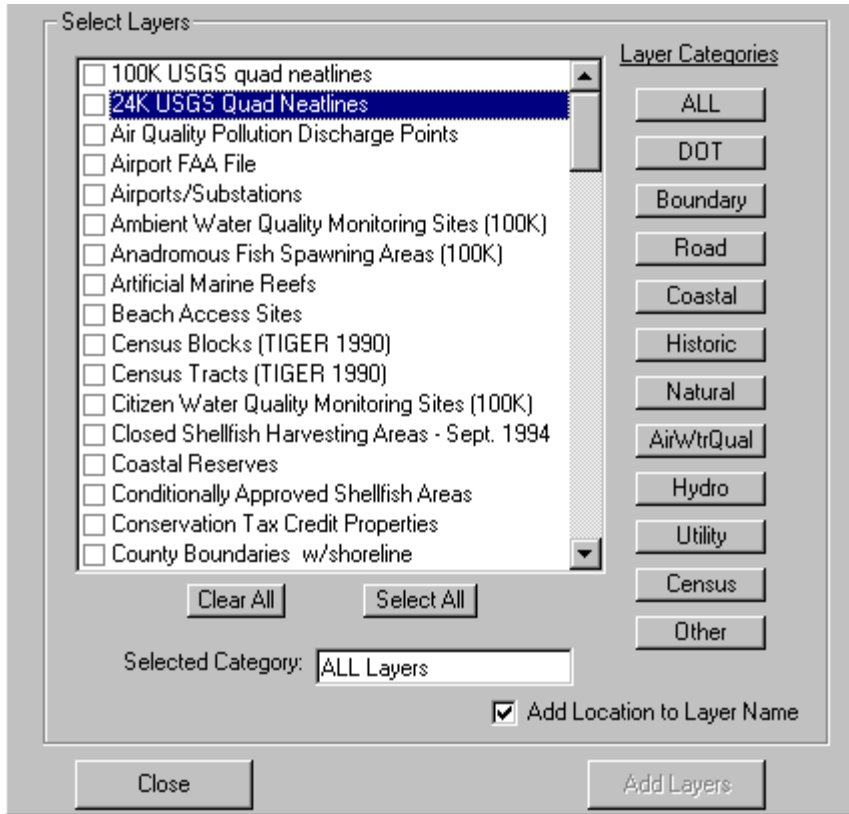 Select Layers
100K USGS quad neatlines
24K USGS Quad Neatlines
Air Quality Pollution Discharge Points
Airport FAA File
Airports/Substations
Ambient Water Quality Monitoring Sites (100K)
Anadromous Fish Spawning Areas (100K)
Artificial Marine Reefs
Beach Access Sites
Census Blocks (TIGER 1990)
Census Tracts (TIGER 1990)
Citizen Water Quality Monitoring Sites (100K)
Closed Shellfish Harvesting Areas - Sept. 1994
Coastal Reserves
Conditionally Approved Shellfish Areas
Conservation Tax Credit Properties
County Boundaries  w/shoreline
Layer Categories
ALL
DOT
Boundary
Road
Coastal
Historic
Natural
AirWtrQual
Hydro
Utility
Census
Other
Clear All
Select All
Selected Category: ALL Layers
Add Location to Layer Name
Close
Add Layers